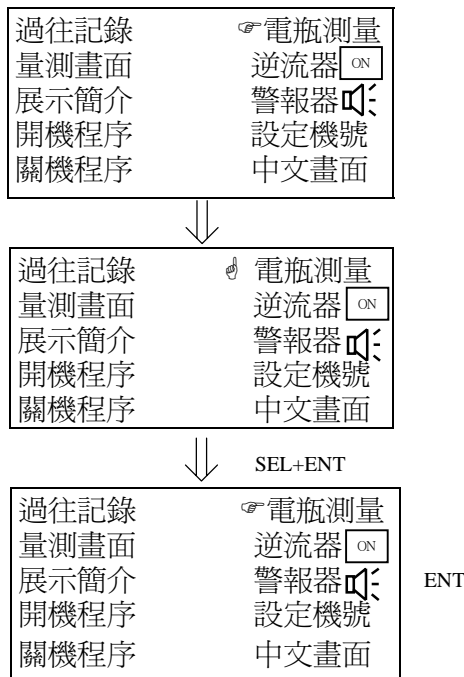 過往記錄 ☞電瓶測量
量測畫面 逆流器 ON
展示簡介 警報器
開機程序 設定機號
關機程序 中文畫面
過往記錄 ☝ 電瓶測量
量測畫面 逆流器 ON
展示簡介 警報器
開機程序 設定機號
關機程序 中文畫面
SEL+ENT
過往記錄 ☞電瓶測量
量測畫面 逆流器 ON
展示簡介 警報器 ENT
開機程序 設定機號
關機程序 中文畫面